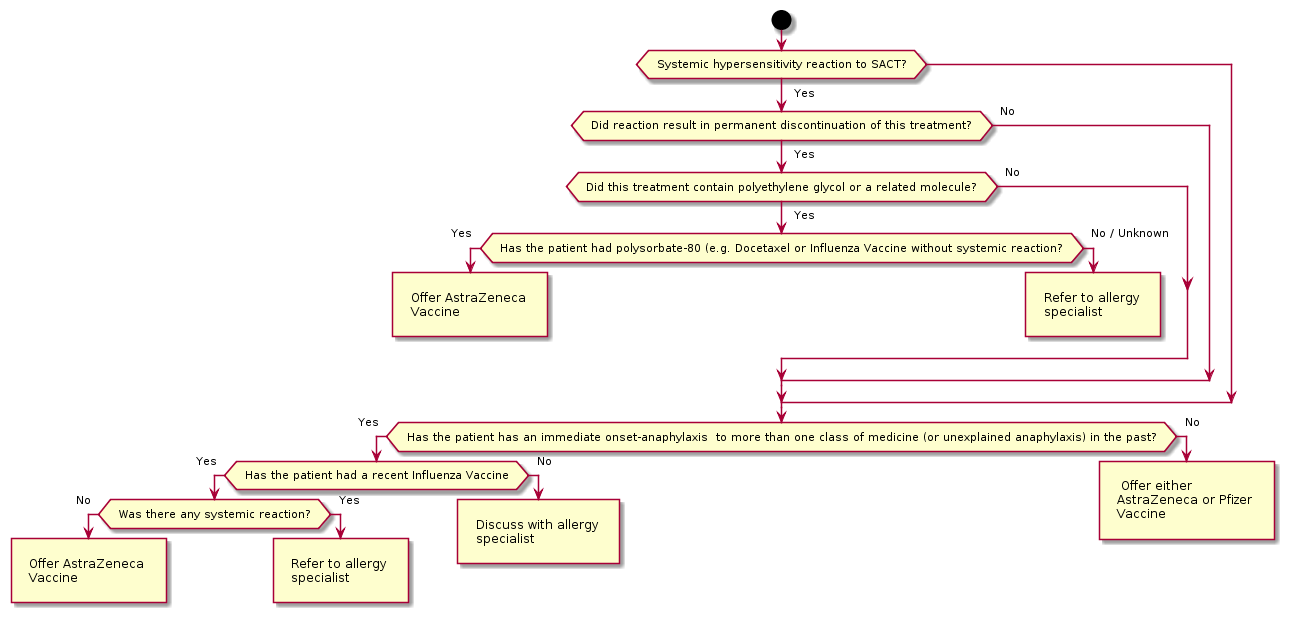 Systemic hypersensitivity reaction to SACT?
Yes
Did reaction result in permanent discontinuation of this treatment?
No
Yes
Did this treatment contain polyethylene glycol or a related molecule?
No
Yes
Yes
Has the patient had polysorbate-80 (e.g. Docetaxel or Influenza Vaccine without systemic reaction?
No / Unknown
Offer AstraZeneca
Vaccine
Refer to allergy
specialist
Yes
Has the patient has an immediate onset-anaphylaxis  to more than one class of medicine (or unexplained anaphylaxis) in the past?
No
Yes
Has the patient had a recent Influenza Vaccine
No
Offer either
AstraZeneca or Pfizer
Vaccine
No
Was there any systemic reaction?
Yes
Discuss with allergy
specialist
Offer AstraZeneca
Vaccine
Refer to allergy
specialist